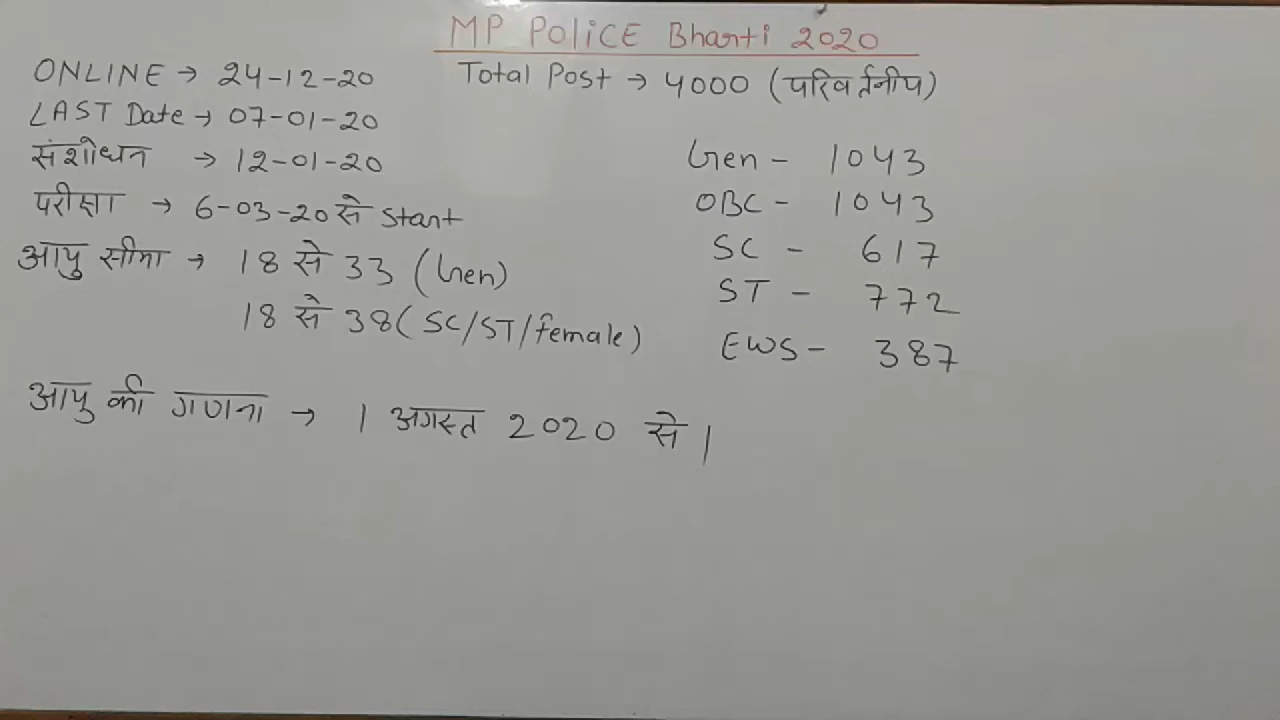 MP POLICE Bharti 2020
ONLINE → 24-12-20
Total Post → 4000 (परिवर्तनीय)
LAST Date → 07-01-20
संशोधन → 12-01-20
परीक्षा → 6-03-20 से Start
आयु सीमा → 18 से 33 (Gen)
18 से 38 (SC/ST/female)
आयु की गणना → 1 अगस्त 2020 से |
Gen - 1043
OBC - 1043
SC - 617
ST - 772
EWS - 387